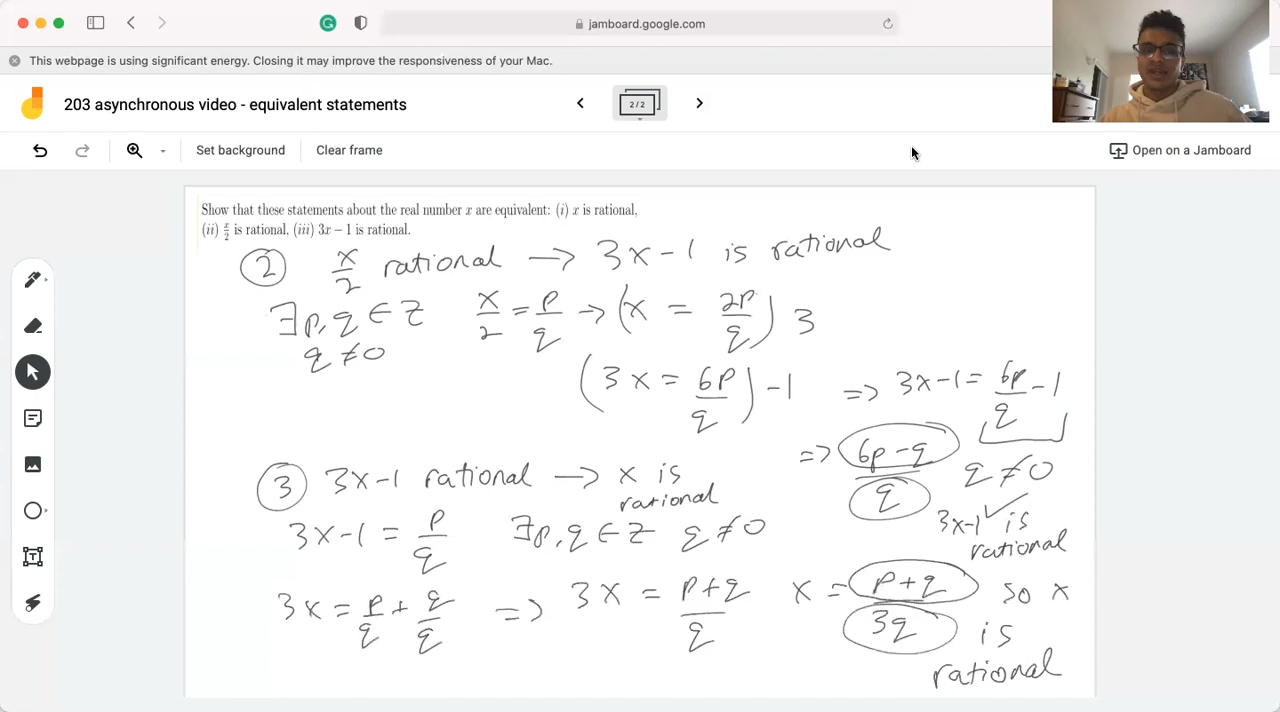 jamboard.google.com
This webpage is using significant energy. Closing it may improve the responsiveness of your Mac.
203 asynchronous video - equivalent statements
2 / 2
Set background
Clear frame
Open on a Jamboard
Show that these statements about the real number x are equivalent: (i) x is rational,
(ii) x/2 is rational, (iii) 3x − 1 is rational.
② x/2 rational → 3x-1 is rational
∃p,q ∈ Z x/2 = p/q → (x = 2p/q) 3
q ≠ 0
(3x = 6p/q) -1 => 3x-1 = 6p/q - 1
=> (6p-q)/q q ≠ 0
3x-1 ✓ is
rational
③ 3x-1 rational → x is
rational
3x-1 = p/q ∃p,q ∈ Z q ≠ 0
3x = p/q + q/q => 3x = (p+q)/q x = (p+q)/3q so x
is
rational